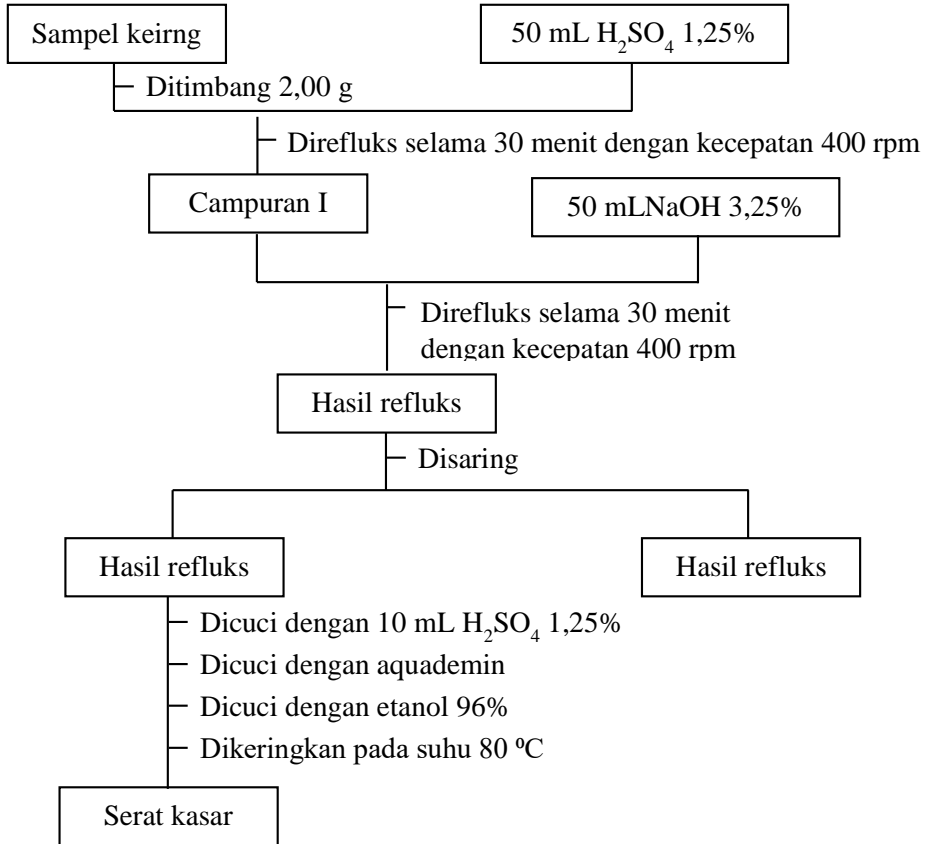 Sampel keirng
50 mL H₂SO₄ 1,25%
Ditimbang 2,00 g
Direfluks selama 30 menit dengan kecepatan 400 rpm
Campuran I
50 mLNaOH 3,25%
Direfluks selama 30 menit
dengan kecepatan 400 rpm
Hasil refluks
Disaring
Hasil refluks
Hasil refluks
Dicuci dengan 10 mL H₂SO₄ 1,25%
Dicuci dengan aquademin
Dicuci dengan etanol 96%
Dikeringkan pada suhu 80 ⁰C
Serat kasar